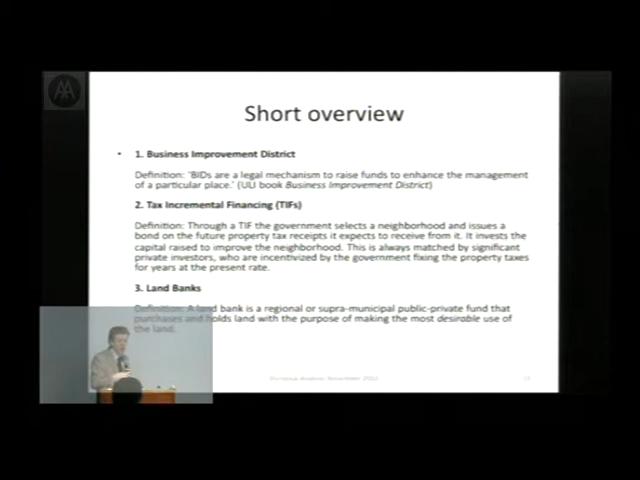 AA
Short overview
• 1. Business Improvement District
Definition: 'BIDs are a legal mechanism to raise funds to enhance the management
of a particular place.' (ULI book Business Improvement District)
2. Tax Incremental Financing (TIFs)
Definition: Through a TIF the government selects a neighborhood and issues a
bond on the future property tax receipts it expects to receive from it. It invests the
capital raised to improve the neighborhood. This is always matched by significant
private investors, who are incentivized by the government fixing the property taxes
for years at the present rate.
3. Land Banks
Definition: A land bank is a regional or supra-municipal public-private fund that
purchases and holds land with the purpose of making the most desirable use of
the land.
November